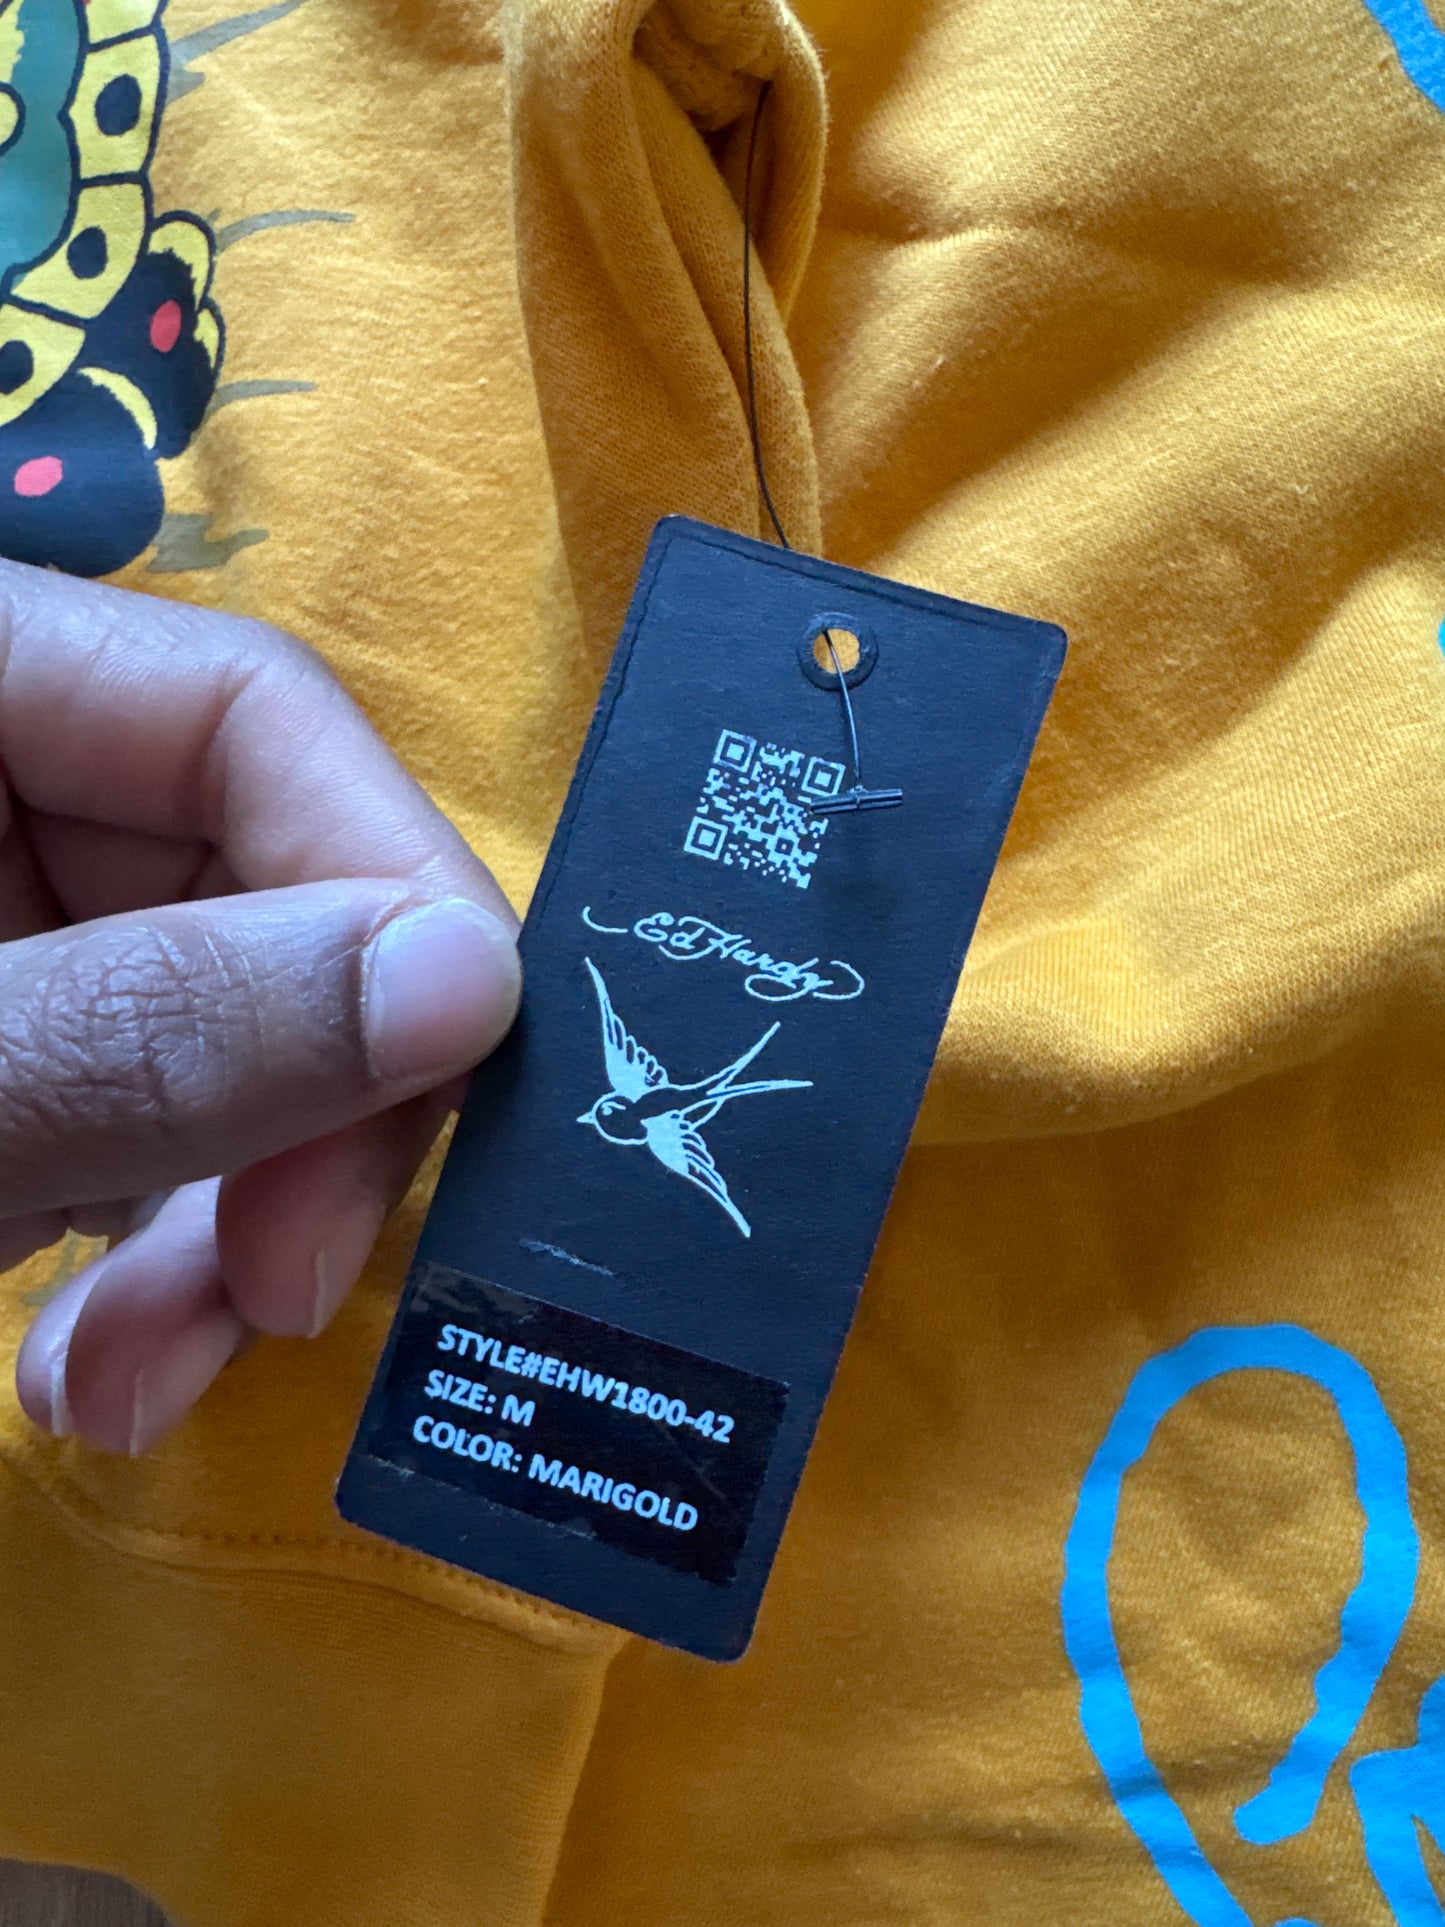 Ed Hardy
STYLE#EHW1800-42
SIZE: M
COLOR: MARIGOLD